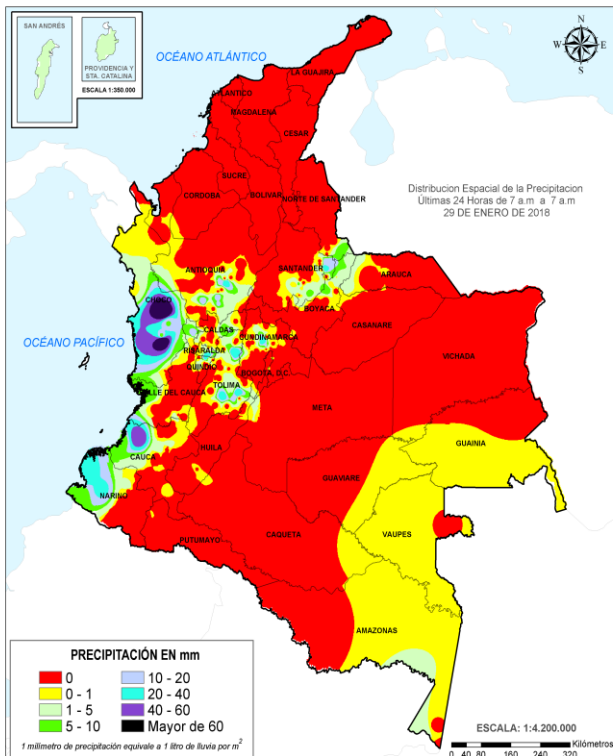 SAN ANDRÉS
PROVIDENCIA Y
STA. CATALINA
ESCALA 1:350.000
OCÉANO ATLÁNTICO
N
W
E
S
LA GUAJIRA
ATLANTICO
MAGDALENA
CESAR
SUCRE
CORDOBA
BOLIVAR
NORTE DE SANTANDER
Distribucion Espacial de la Precipitacion
Últimas 24 Horas de 7 a.m a 7 a.m
29 DE ENERO DE 2018
ANTIOQUIA
SANTANDER
ARAUCA
CHOCO
BOYACA
CASANARE
OCÉANO PACÍFICO
CALDAS
CUNDINAMARCA
RISARALDA
VICHADA
QUINDIO
BOGOTA, D.C.
TOLIMA
VALLE DEL CAUCA
META
GUAINIA
HUILA
CAUCA
GUAVIARE
NARIÑO
VAUPES
PUTUMAYO
CAQUETA
AMAZONAS
PRECIPITACIÓN EN mm
0
10 - 20
0 - 1
20 - 40
1 - 5
40 - 60
5 - 10
Mayor de 60
1 milimetro de precipitación equivale a 1 litro de lluvia por m²
ESCALA: 1:4.200.000
Kilómetros
0 40 80 160 240 320